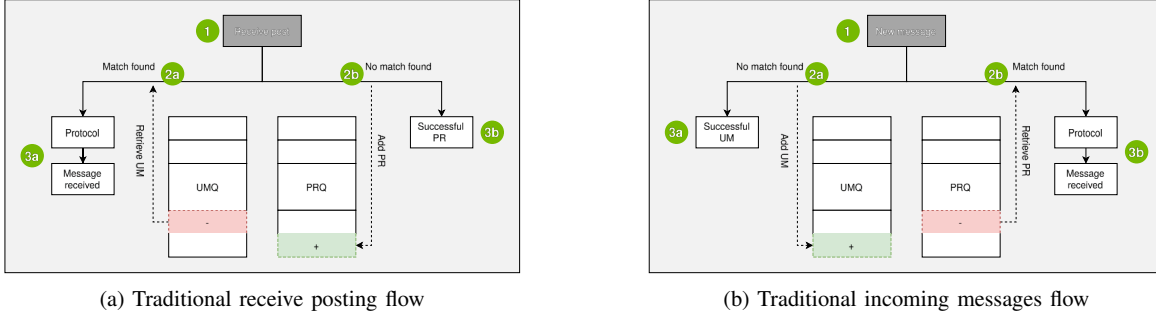 1
Receive post
Match found
2a
2b
No match found
Protocol
3a
Message
received
Retrieve UM
UMQ
-
PRQ
+
Add PR
Successful
PR
3b
(a) Traditional receive posting flow
1
New message
No match found
2a
2b
Match found
3a
Successful
UM
Add UM
UMQ
+
PRQ
-
Retrieve PR
Protocol
3b
Message
received
(b) Traditional incoming messages flow